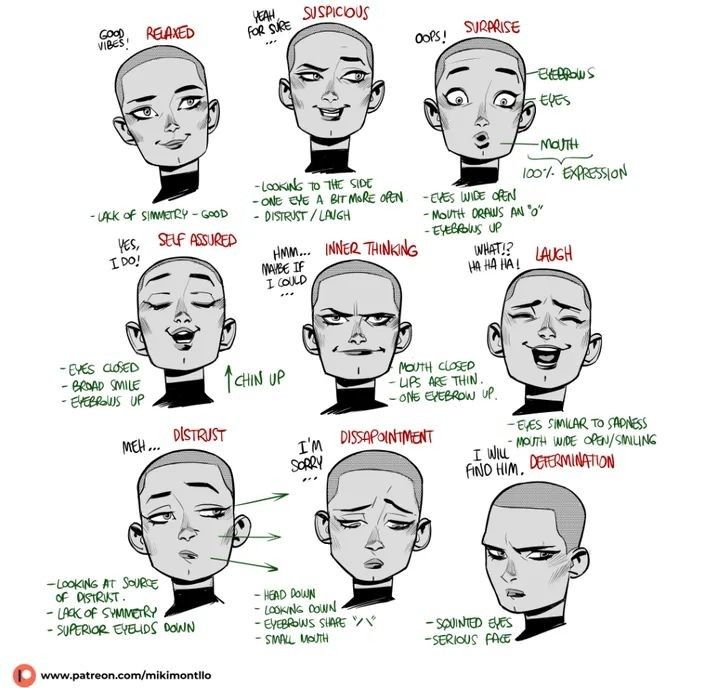 GOOD
VIBES!
RELAXED
- LACK OF SIMMETRY - GOOD
YEAH,
FOR SURE
...
SUSPICIOUS
- LOOKING TO THE SIDE
- ONE EYE A BIT MORE OPEN
- DISTRUST / LAUGH
OOPS!
SURPRISE
EYEBROWS
EYES
MOUTH
100% EXPRESSION
- EYES WIDE OPEN
- MOUTH DRAWS AN "O"
- EYEBROWS UP
YES,
I DO!
SELF ASSURED
- EYES CLOSED
- BROAD SMILE
- EYEBROWS UP
CHIN UP
HMM...
MAYBE IF
I COULD
...
INNER THINKING
- MOUTH CLOSED
- LIPS ARE THIN.
- ONE EYEBROW UP.
WHAT!?
HA HA HA!
LAUGH
- EYES SIMILAR TO SADNESS
- MOUTH WIDE OPEN/SMILING
MEH...
DISTRUST
- LOOKING AT SOURCE
OF DISTRUST.
- LACK OF SYMMETRY
- SUPERIOR EYELIDS DOWN
I'M
SORRY
...
DISSAPOINTMENT
- HEAD DOWN
- LOOKING DOWN
- EYEBROWS SHAPE "/\"
- SMALL MOUTH
I WILL
FIND HIM.
DETERMINATION
- SQUINTED EYES
- SERIOUS FACE
www.patreon.com/mikimontllo